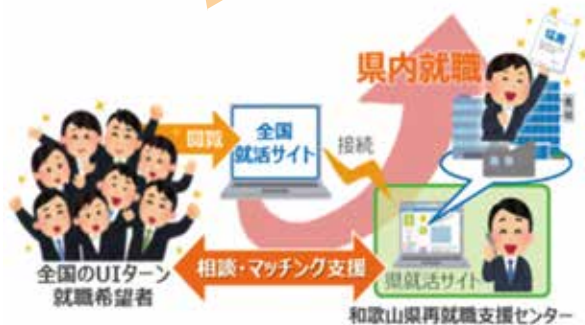 県内就職
閲覧
全国
就活サイト
接続
全国のUIターン
就職希望者
相談・マッチング支援
県就活サイト
和歌山県再就職支援センター